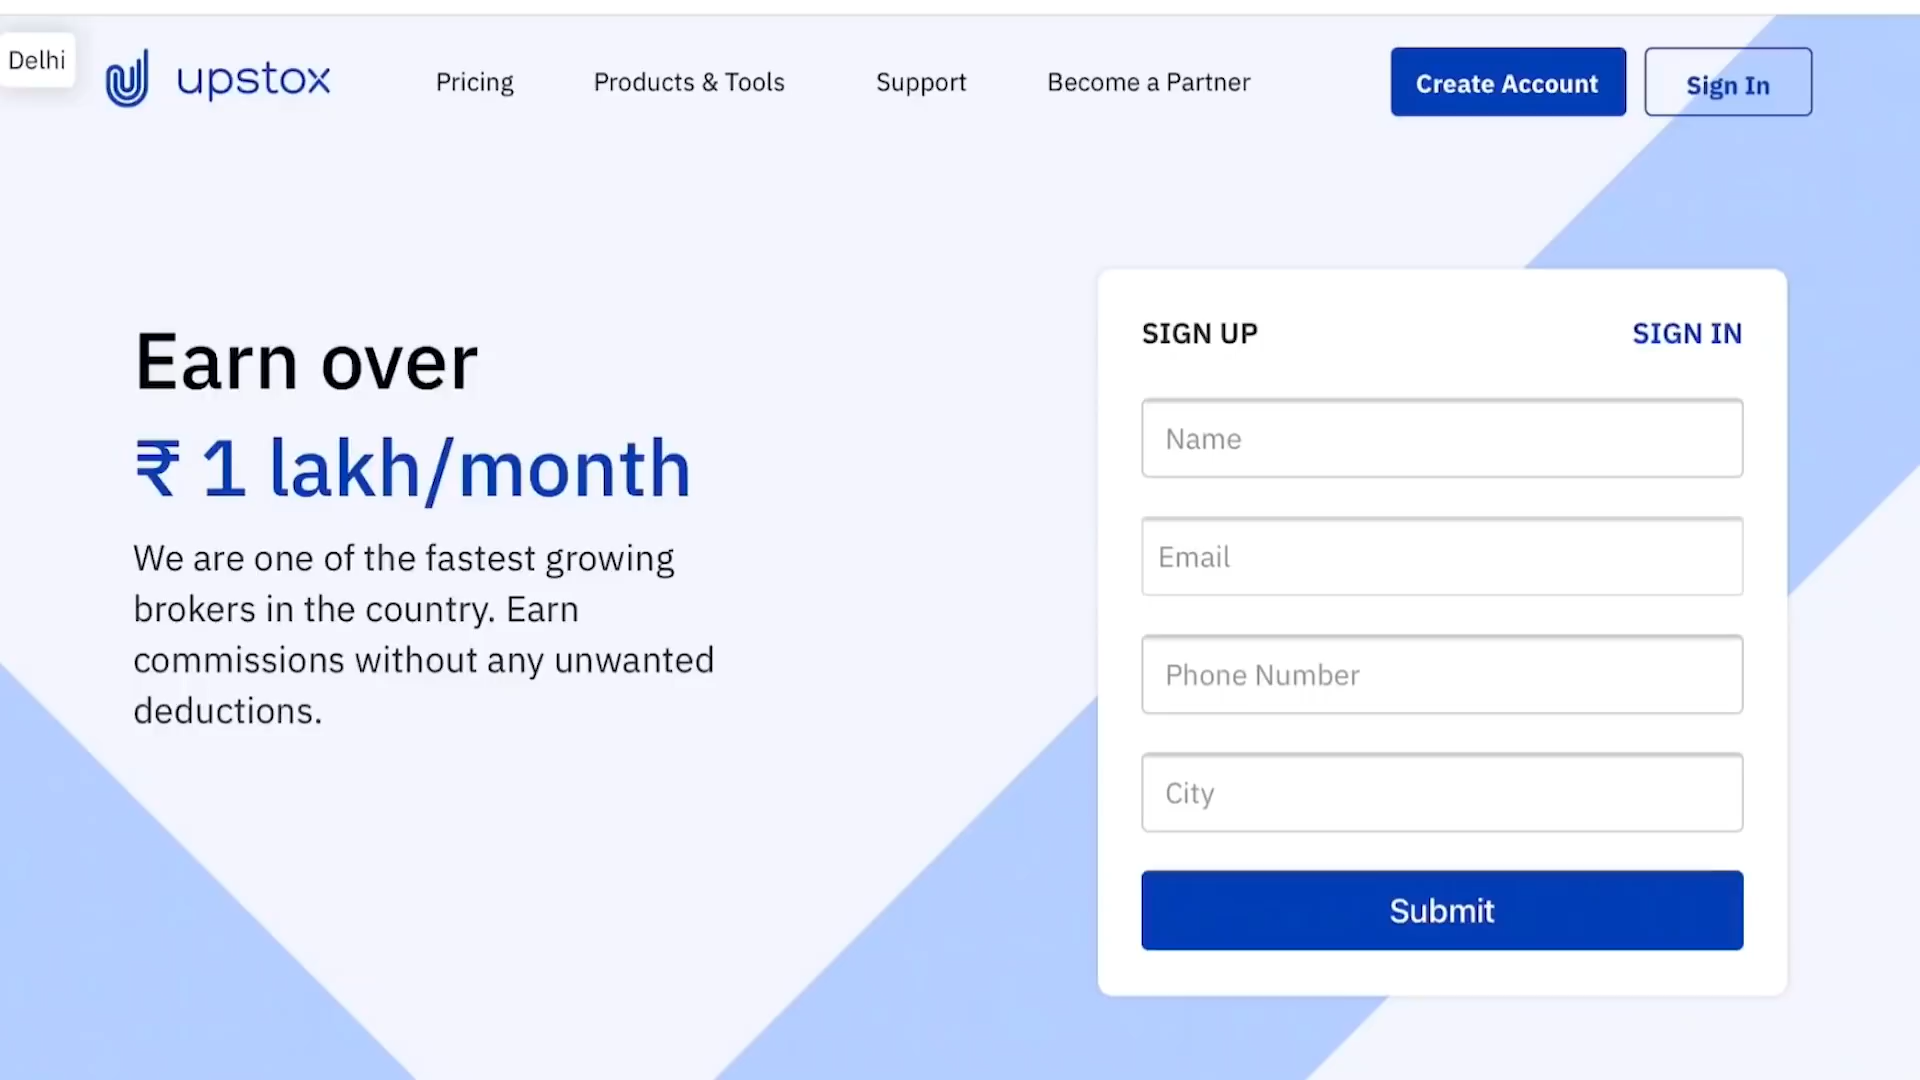 Delhi
upstox
Pricing
Products & Tools
Support
Become a Partner
Create Account
Sign In
Earn over
₹ 1 lakh/month
We are one of the fastest growing
brokers in the country. Earn
commissions without any unwanted
deductions.
SIGN UP
SIGN IN
Name
Email
Phone Number
City
Submit